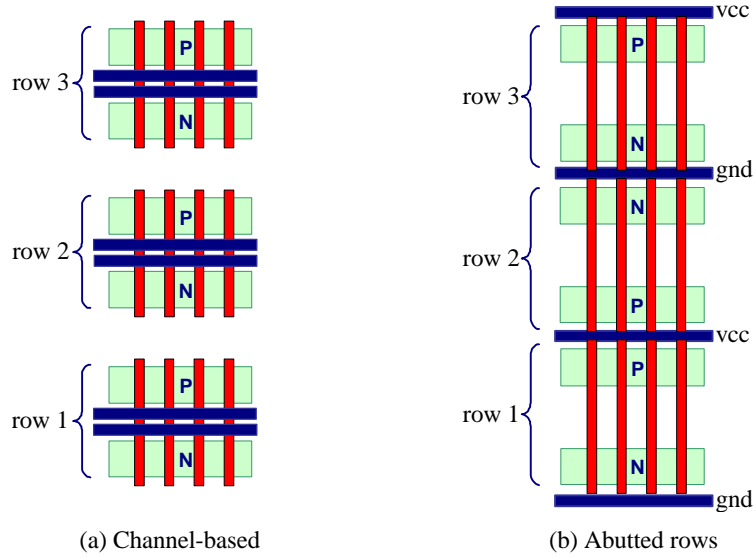 P
row 3
N
P
row 2
N
P
row 1
N
(a) Channel-based
vcc
P
row 3
N
gnd
N
row 2
P
vcc
P
row 1
N
gnd
(b) Abutted rows